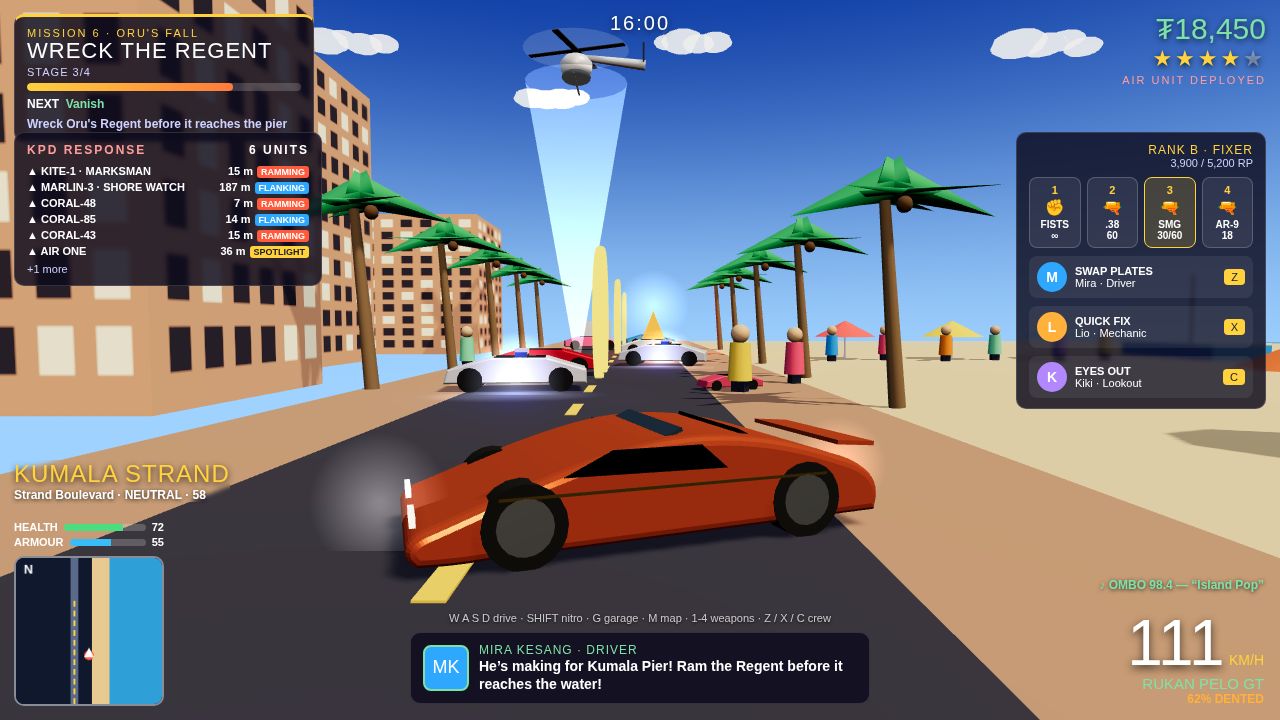 MISSION 6 · ORU'S FALL
WRECK THE REGENT
STAGE 3/4
NEXT Vanish
Wreck Oru's Regent before it reaches the pier
KPD RESPONSE 6 UNITS
▲ KITE-1 · MARKSMAN 15 m RAMMING
▲ MARLIN-3 · SHORE WATCH 187 m FLANKING
▲ CORAL-48 7 m RAMMING
▲ CORAL-85 14 m FLANKING
▲ CORAL-43 15 m RAMMING
▲ AIR ONE 36 m SPOTLIGHT
+1 more
16:00
₮18,450
★★★★★
AIR UNIT DEPLOYED
RANK B · FIXER
3,900 / 5,200 RP
1 2 3 4
FISTS .38 SMG AR-9
∞ 60 30/60 18
M SWAP PLATES Z
Mira · Driver
L QUICK FIX X
Lio · Mechanic
K EYES OUT C
Kiki · Lookout
KUMALA STRAND
Strand Boulevard · NEUTRAL · 58
HEALTH 72
ARMOUR 55
N
W A S D drive · SHIFT nitro · G garage · M map · 1-4 weapons · Z / X / C crew
MK
MIRA KESANG · DRIVER
He’s making for Kumala Pier! Ram the Regent before it
reaches the water!
♪ OMBO 98.4 — “Island Pop”
111 KM/H
RUKAN PELO GT
62% DENTED